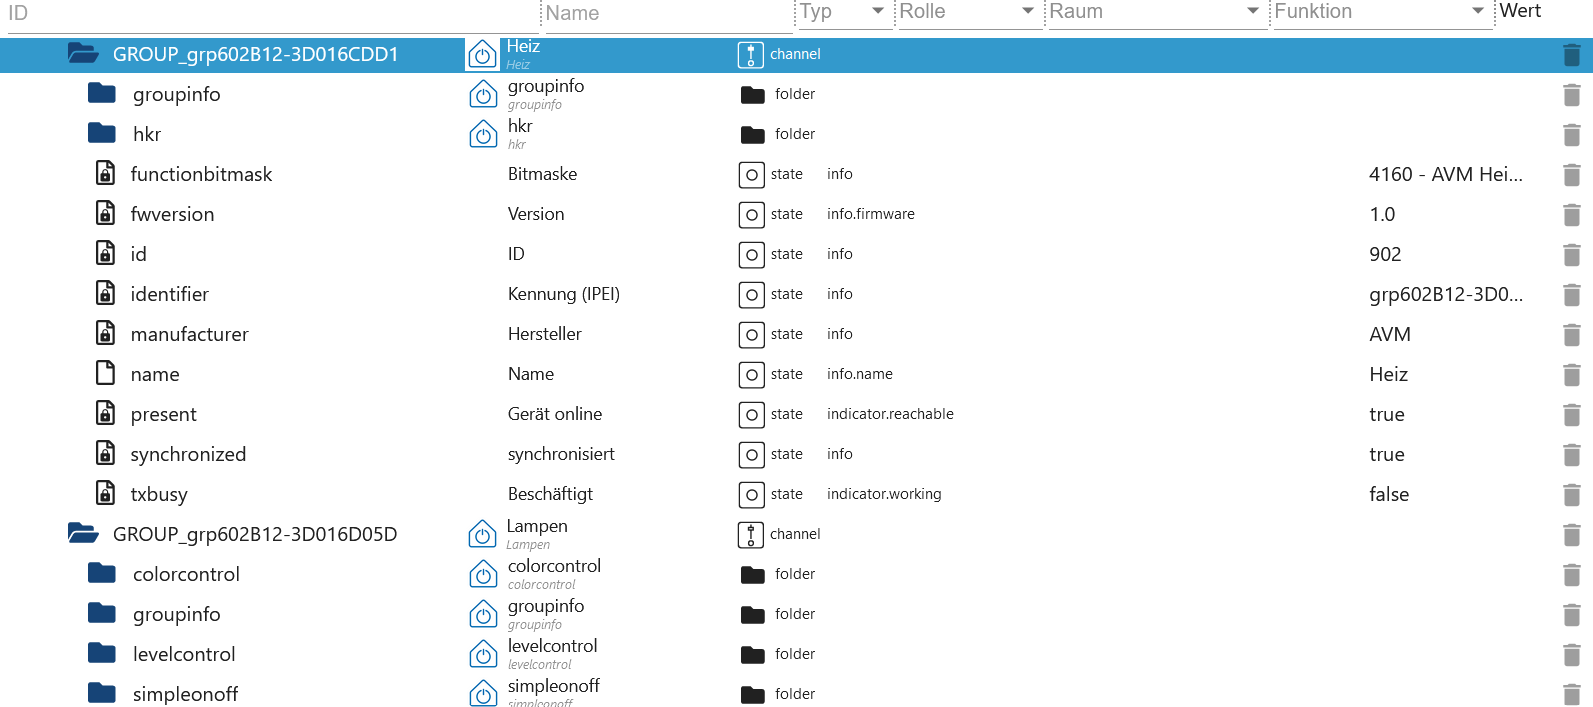 ID Name Typ Rolle Raum Funktion Wert
GROUP_grp602B12-3D016CDD1 Heiz channel
Heiz
groupinfo groupinfo folder
groupinfo
hkr hkr folder
hkr
functionbitmask Bitmaske state info 4160 - AVM Hei...
fwversion Version state info.firmware 1.0
id ID state info 902
identifier Kennung (IPEI) state info grp602B12-3D0...
manufacturer Hersteller state info AVM
name Name state info.name Heiz
present Gerät online state indicator.reachable true
synchronized synchronisiert state info true
txbusy Beschäftigt state indicator.working false
GROUP_grp602B12-3D016D05D Lampen channel
Lampen
colorcontrol colorcontrol folder
colorcontrol
groupinfo groupinfo folder
groupinfo
levelcontrol levelcontrol folder
levelcontrol
simpleonoff simpleonoff folder
simpleonoff